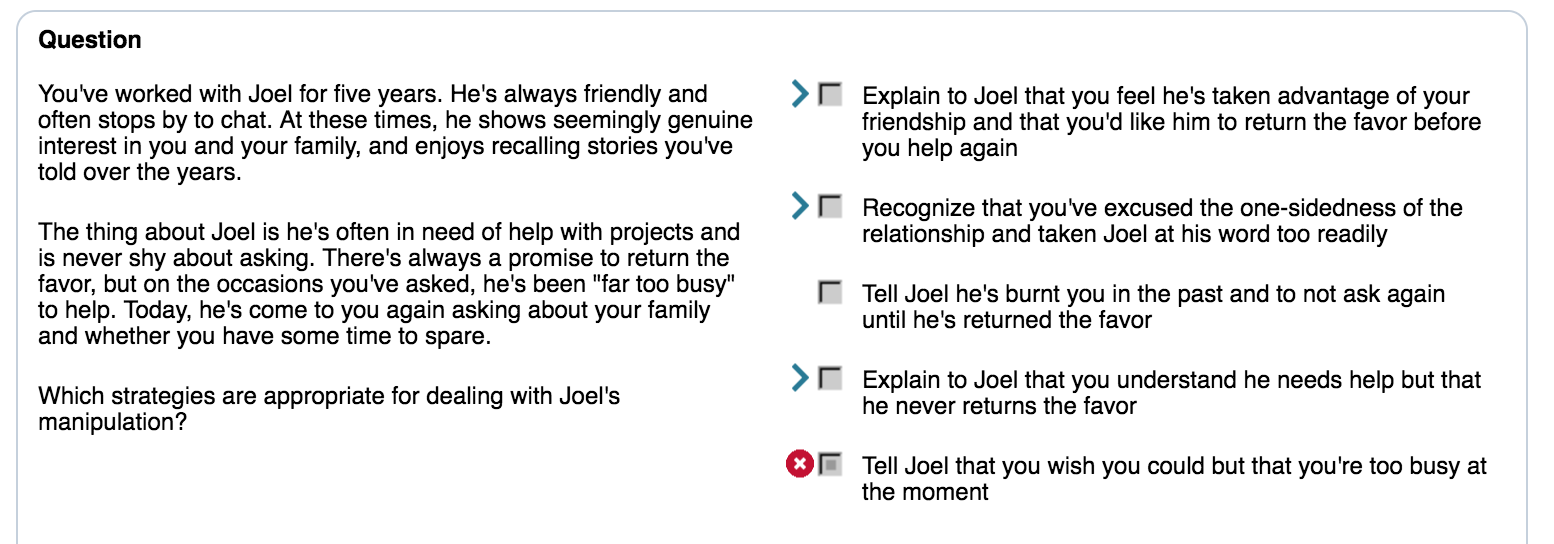 Question
You've worked with Joel for five years. He's always friendly and
often stops by to chat. At these times, he shows seemingly genuine
interest in you and your family, and enjoys recalling stories you've
told over the years.
The thing about Joel is he's often in need of help with projects and
is never shy about asking. There's always a promise to return the
favor, but on the occasions you've asked, he's been "far too busy"
to help. Today, he's come to you again asking about your family
and whether you have some time to spare.
Which strategies are appropriate for dealing with Joel's
manipulation?
Explain to Joel that you feel he's taken advantage of your
friendship and that you'd like him to return the favor before
you help again
Recognize that you've excused the one-sidedness of the
relationship and taken Joel at his word too readily
Tell Joel he's burnt you in the past and to not ask again
until he's returned the favor
Explain to Joel that you understand he needs help but that
he never returns the favor
Tell Joel that you wish you could but that you're too busy at
the moment